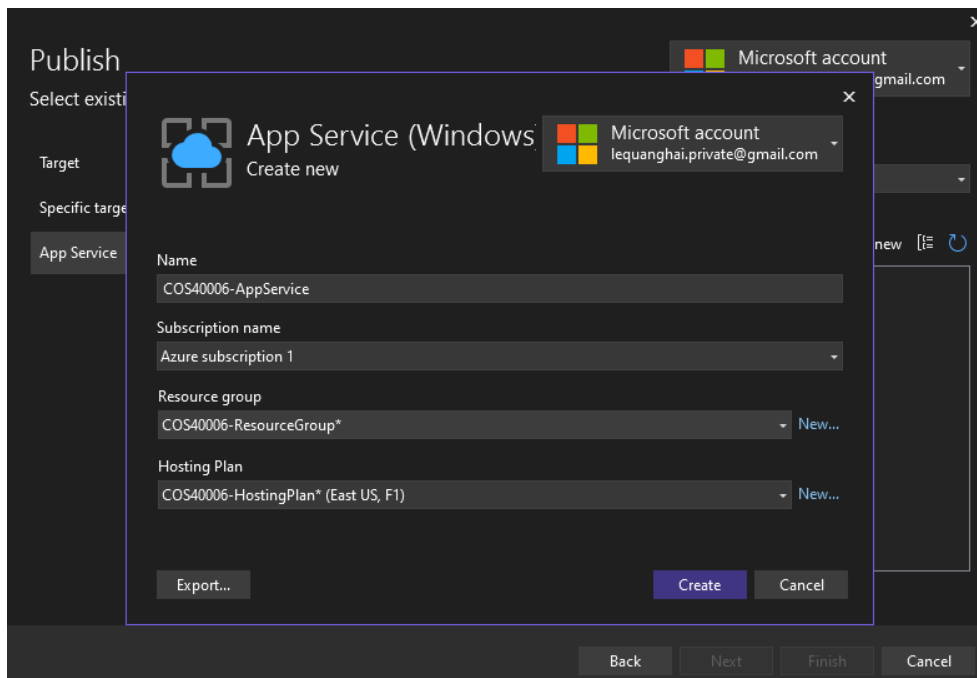 Publish
Microsoft account
gmail.com
Select existi
App Service (Windows)
Create new
Microsoft account
lequanghai.private@gmail.com
Target
Specific targe
App Service
new
Name
COS40006-AppService
Subscription name
Azure subscription 1
Resource group
COS40006-ResourceGroup*
New...
Hosting Plan
COS40006-HostingPlan* (East US, F1)
New...
Export...
Create
Cancel
Back
Next
Finish
Cancel